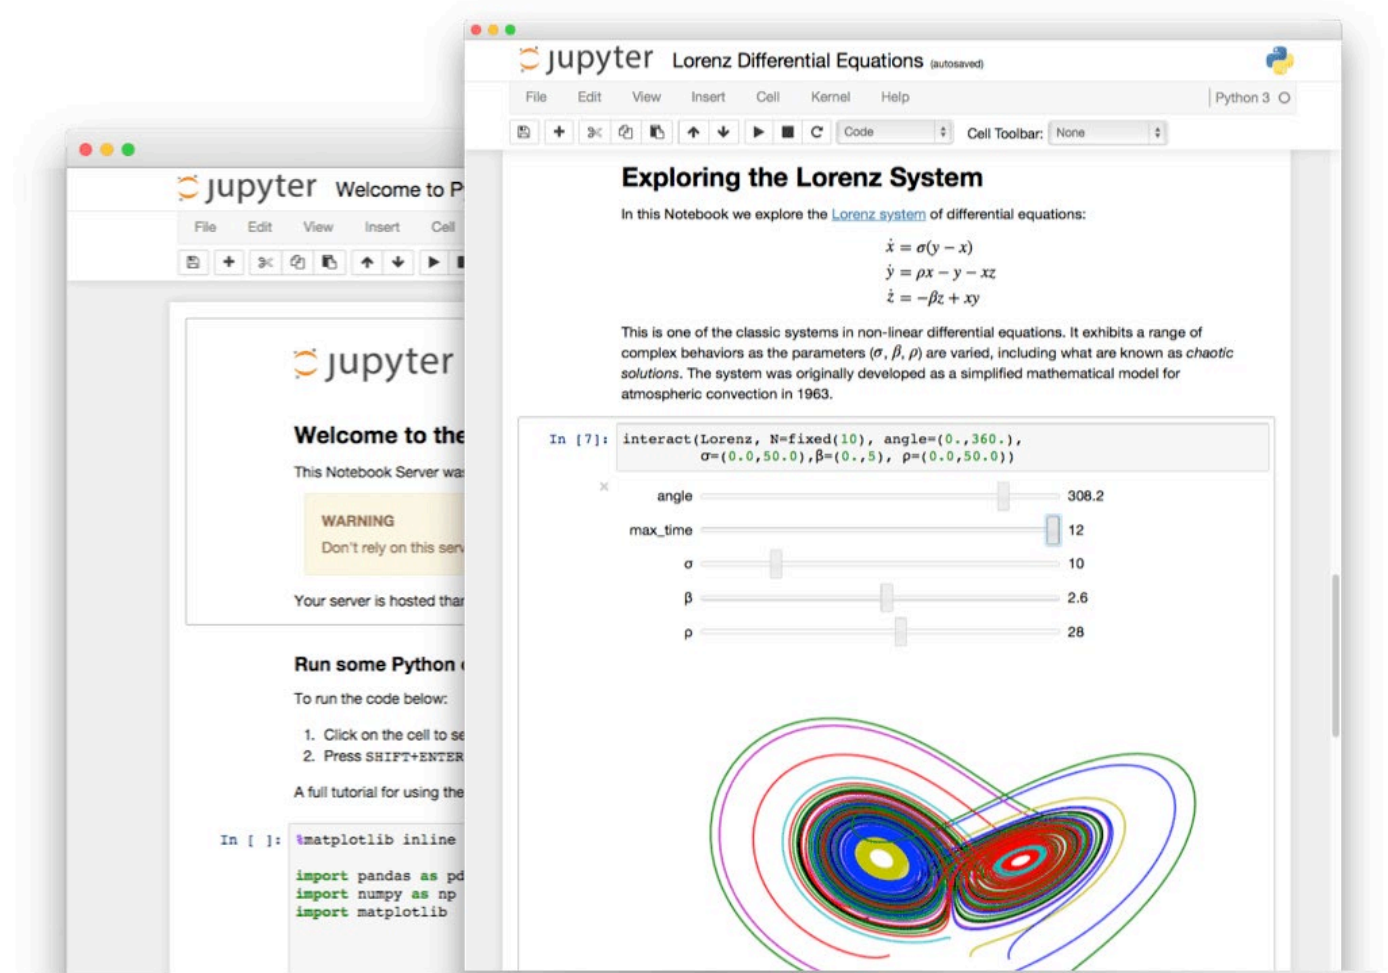 jupyter Lorenz Differential Equations (autosaved)
File Edit View Insert Cell Kernel Help Python 3
Code Cell Toolbar: None
Exploring the Lorenz System
In this Notebook we explore the Lorenz system of differential equations:
ẋ = σ(y − x)
ẏ = ρx − y − xz
ż = −βz + xy
This is one of the classic systems in non-linear differential equations. It exhibits a range of
complex behaviors as the parameters (σ, β, ρ) are varied, including what are known as chaotic
solutions. The system was originally developed as a simplified mathematical model for
atmospheric convection in 1963.
In [7]: interact(Lorenz, N=fixed(10), angle=(0.,360.),
σ=(0.0,50.0),β=(0.,5), ρ=(0.0,50.0))
angle 308.2
max_time 12
σ 10
β 2.6
ρ 28
jupyter Welcome to P
File Edit View Insert Cell
jupyter
Welcome to the
This Notebook Server was
WARNING
Don't rely on this serv
Your server is hosted than
Run some Python
To run the code below:
1. Click on the cell to se
2. Press SHIFT+ENTER
A full tutorial for using the
In [ ]: %matplotlib inline
import pandas as pd
import numpy as np
import matplotlib